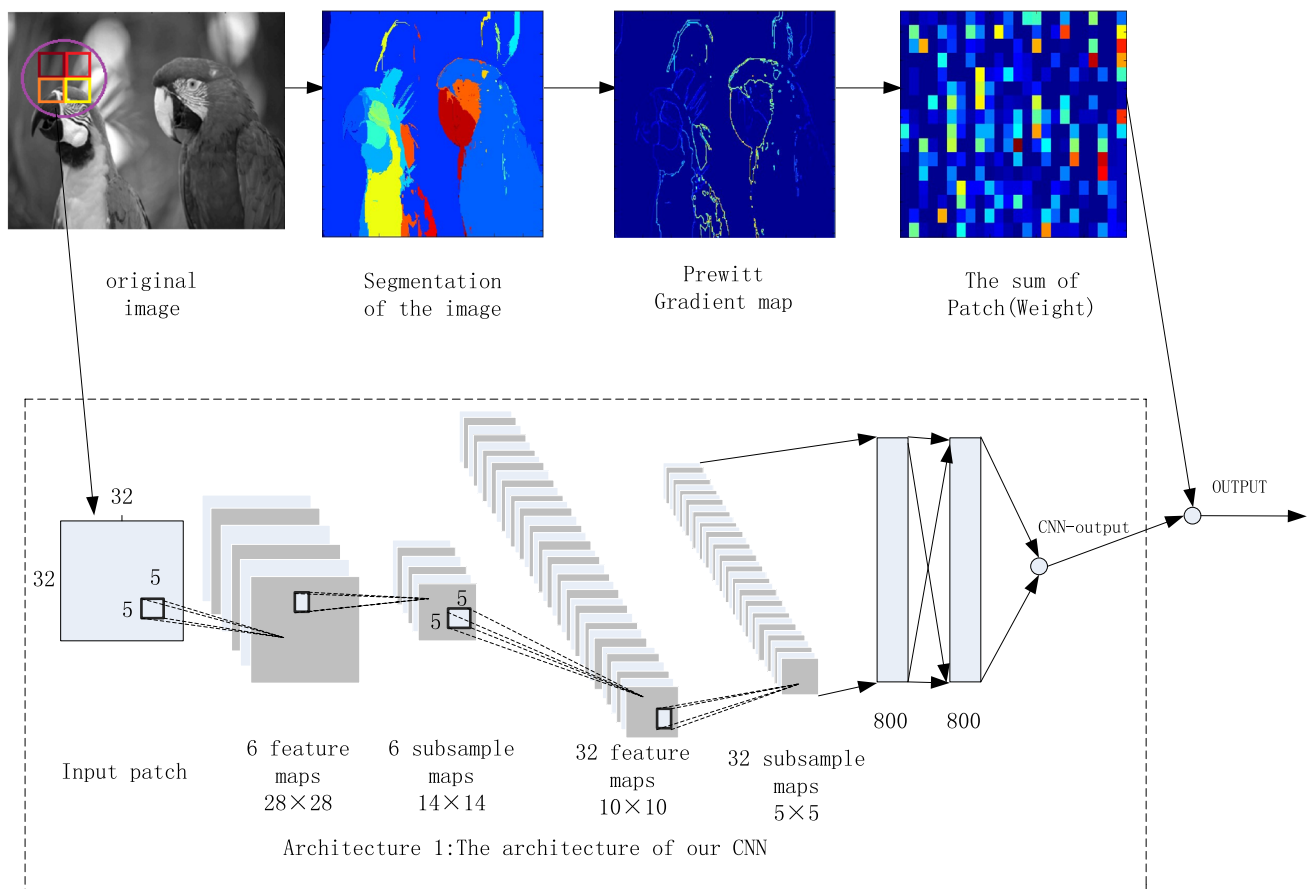 original
image
Segmentation
of the image
Prewitt
Gradient map
The sum of
Patch(Weight)
32
32
5
5
5
5
OUTPUT
CNN-output
800
800
Input patch
6 feature
maps
28×28
6 subsample
maps
14×14
32 feature
maps
10×10
32 subsample
maps
5×5
Architecture 1:The architecture of our CNN